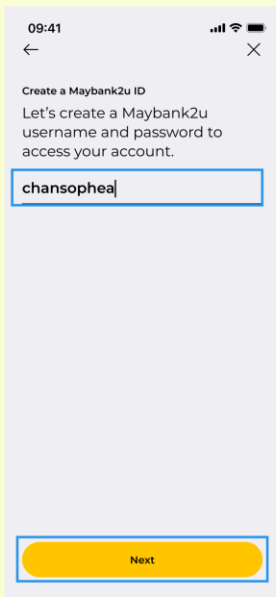 09:41
Create a Maybank2u ID
Let's create a Maybank2u
username and password to
access your account.
chansophea
Next